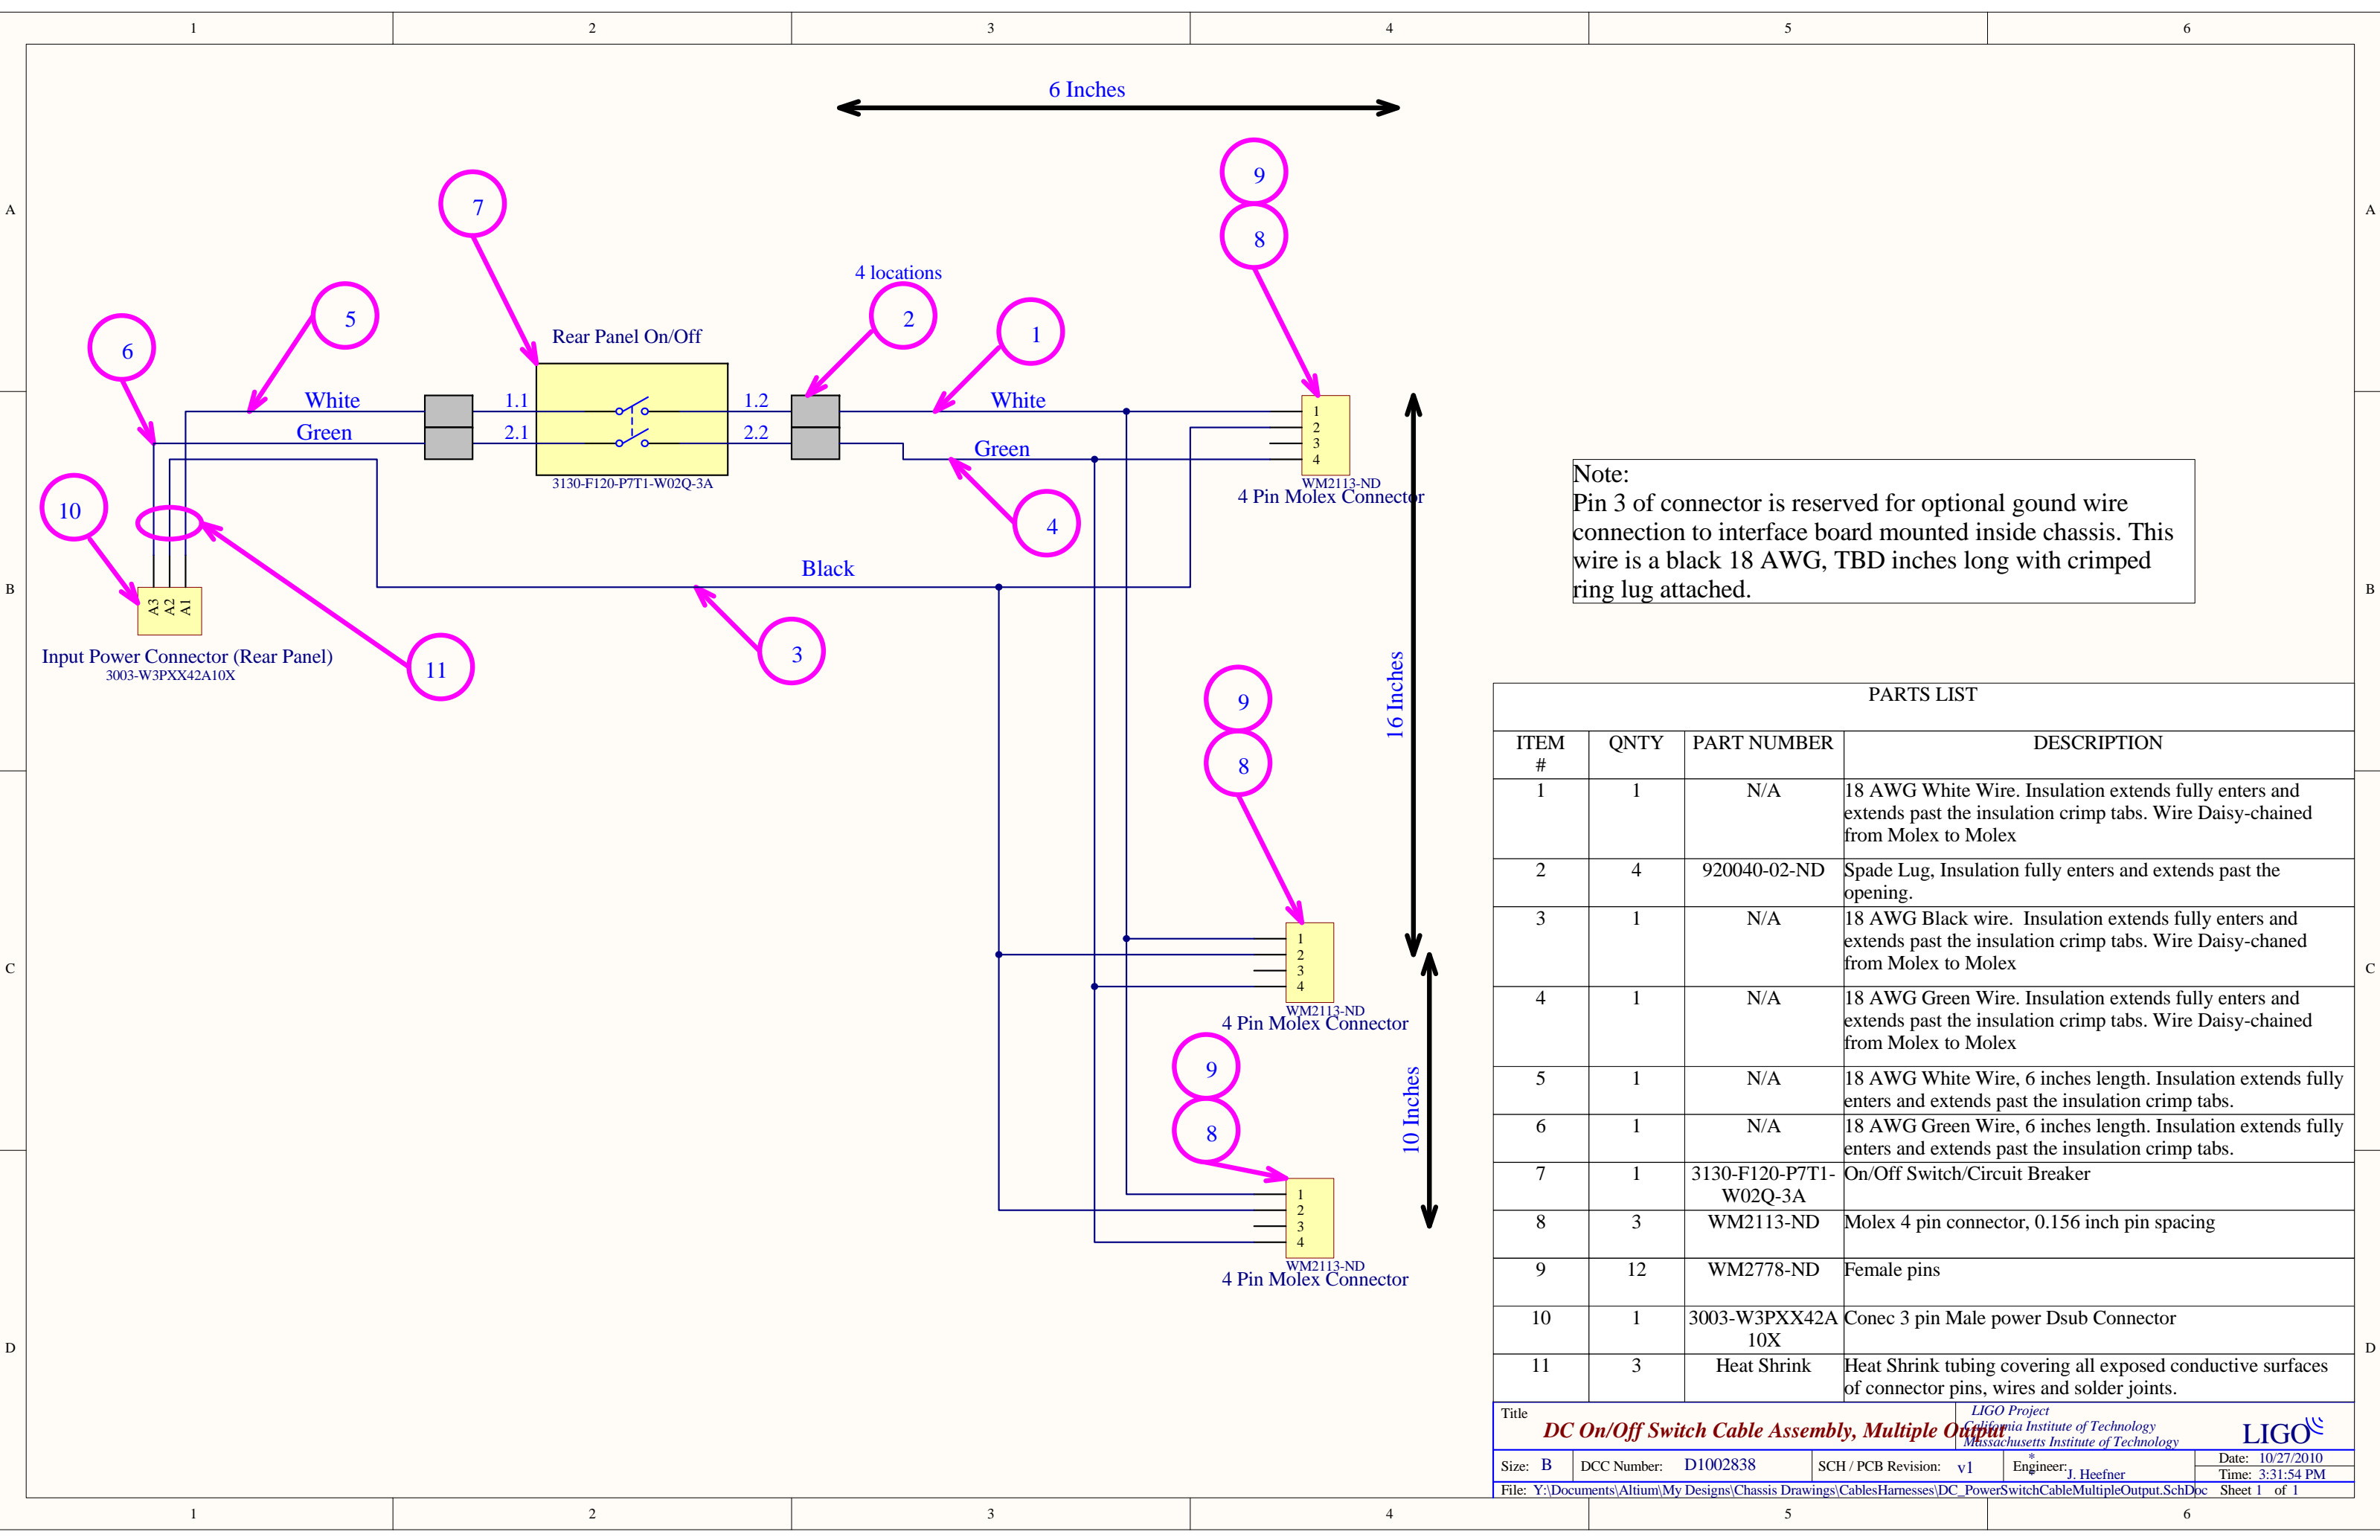 1 2 3 4 5 6
A A
B B
C C
D D
6 Inches
9
8
7
4 locations
2
1
5
6
Rear Panel On/Off
White
Green
1.1
2.1
1.2
2.2
3130-F120-P7T1-W02Q-3A
White
Green
1
2
3
4
WM2113-ND
4 Pin Molex Connector
4
10
11
A3
A2
A1
Input Power Connector (Rear Panel)
3003-W3PXX42A10X
Black
3
16 Inches
Note:
Pin 3 of connector is reserved for optional gound wire
connection to interface board mounted inside chassis. This
wire is a black 18 AWG, TBD inches long with crimped
ring lug attached.
9
8
1
2
3
4
WM2113-ND
4 Pin Molex Connector
10 Inches
9
8
1
2
3
4
WM2113-ND
4 Pin Molex Connector
PARTS LIST
ITEM # QNTY PART NUMBER DESCRIPTION
1 1 N/A 18 AWG White Wire. Insulation extends fully enters and
extends past the insulation crimp tabs. Wire Daisy-chained
from Molex to Molex
2 4 920040-02-ND Spade Lug, Insulation fully enters and extends past the
opening.
3 1 N/A 18 AWG Black wire. Insulation extends fully enters and
extends past the insulation crimp tabs. Wire Daisy-chaned
from Molex to Molex
4 1 N/A 18 AWG Green Wire. Insulation extends fully enters and
extends past the insulation crimp tabs. Wire Daisy-chained
from Molex to Molex
5 1 N/A 18 AWG White Wire, 6 inches length. Insulation extends fully
enters and extends past the insulation crimp tabs.
6 1 N/A 18 AWG Green Wire, 6 inches length. Insulation extends fully
enters and extends past the insulation crimp tabs.
7 1 3130-F120-P7T1- On/Off Switch/Circuit Breaker
W02Q-3A
8 3 WM2113-ND Molex 4 pin connector, 0.156 inch pin spacing
9 12 WM2778-ND Female pins
10 1 3003-W3PXX42A Conec 3 pin Male power Dsub Connector
10X
11 3 Heat Shrink Heat Shrink tubing covering all exposed conductive surfaces
of connector pins, wires and solder joints.
Title
DC On/Off Switch Cable Assembly, Multiple Output
LIGO Project
California Institute of Technology
Massachusetts Institute of Technology
LIGO
Size: B DCC Number: D1002838 SCH / PCB Revision: v1 Engineer: * * J. Heefner
Date: 10/27/2010
Time: 3:31:54 PM
File: Y:\Documents\Altium\My Designs\Chassis Drawings\CablesHarnesses\DC_PowerSwitchCableMultipleOutput.SchDoc Sheet 1 of 1
1 2 3 4 5 6